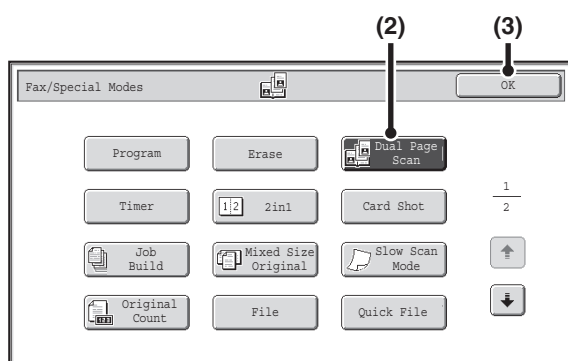 (2) (3)
Fax/Special Modes OK
Program Erase Dual Page
Scan
Timer 1 2 2in1 Card Shot
1
2
Job
Build Mixed Size
Original Slow Scan
Mode
Original
Count File Quick File
123